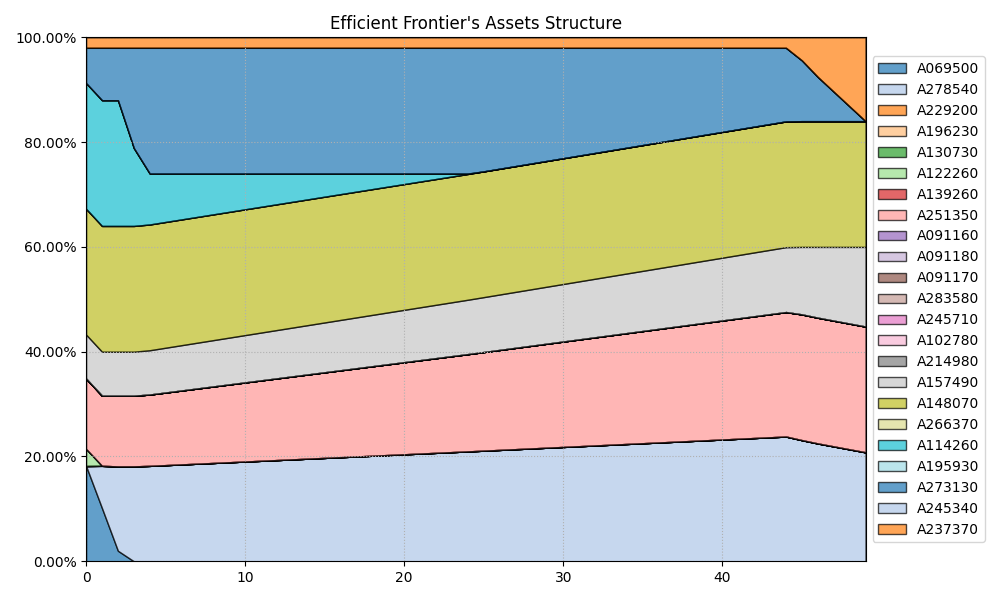 Efficient Frontier's Assets Structure
100.00%
80.00%
60.00%
40.00%
20.00%
0.00%
0
10
20
30
40
A069500
A278540
A229200
A196230
A130730
A122260
A139260
A251350
A091160
A091180
A091170
A283580
A245710
A102780
A214980
A157490
A148070
A266370
A114260
A195930
A273130
A245340
A237370